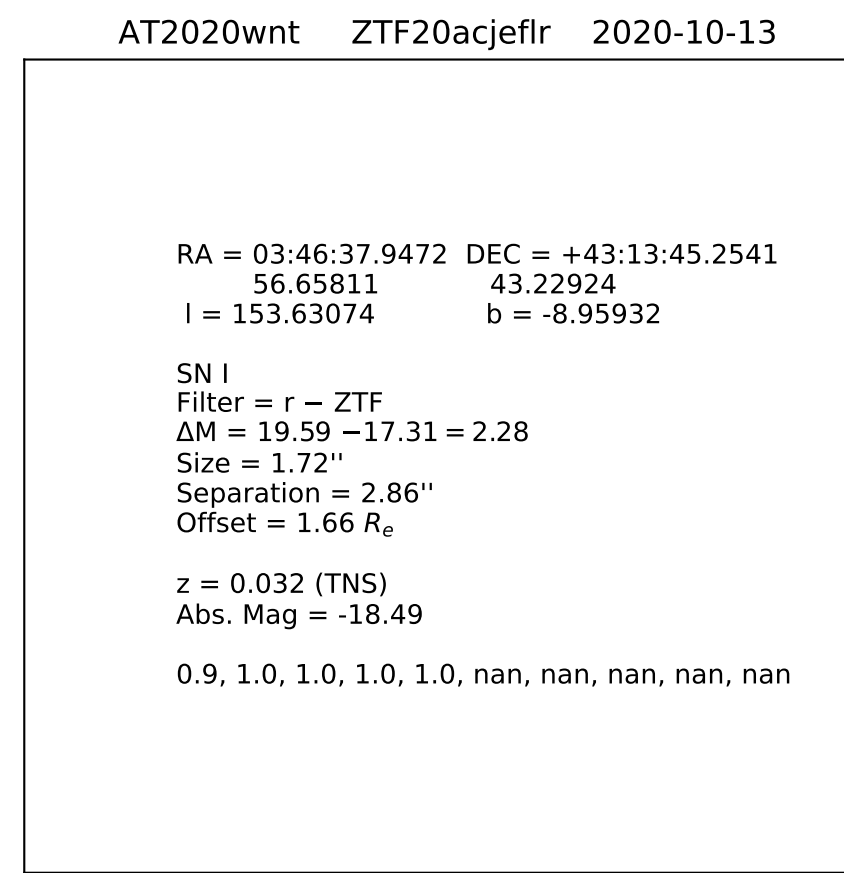 AT2020wnt ZTF20acjeflr 2020-10-13
RA = 03:46:37.9472 DEC = +43:13:45.2541
56.65811 43.22924
l = 153.63074 b = -8.95932
SN I
Filter = r − ZTF
ΔM = 19.59 −17.31 = 2.28
Size = 1.72''
Separation = 2.86''
Offset = 1.66 Rₑ
z = 0.032 (TNS)
Abs. Mag = -18.49
0.9, 1.0, 1.0, 1.0, 1.0, nan, nan, nan, nan, nan